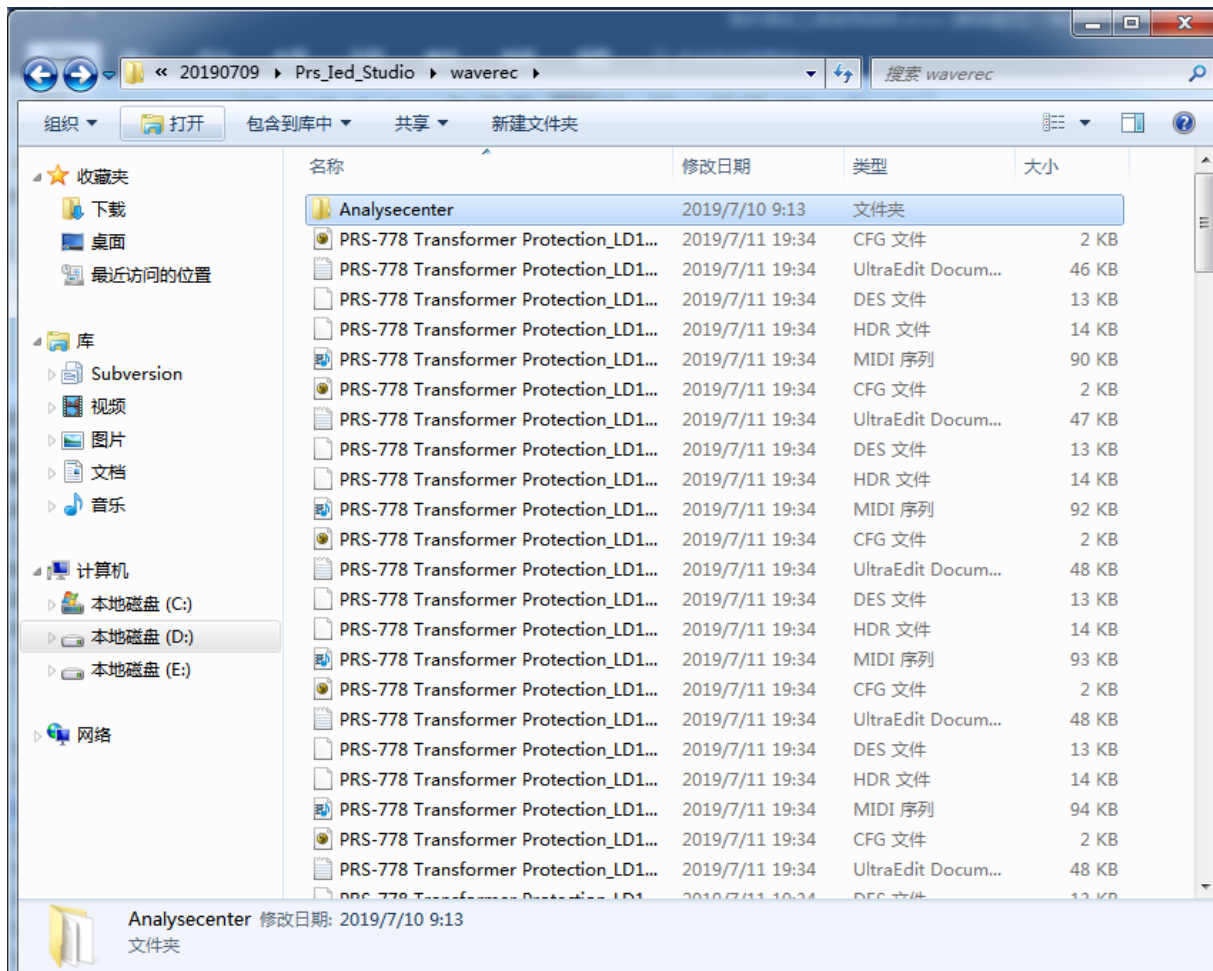 « 20190709 ▸ Prs_Ied_Studio ▸ waverec ▸ 搜索 waverec
组织 打开 包含到库中 共享 新建文件夹
收藏夹
下载
桌面
最近访问的位置
库
Subversion
视频
图片
文档
音乐
计算机
本地磁盘 (C:)
本地磁盘 (D:)
本地磁盘 (E:)
网络
名称 修改日期 类型 大小
Analysecenter 2019/7/10 9:13 文件夹
PRS-778 Transformer Protection_LD1... 2019/7/11 19:34 CFG 文件 2 KB
PRS-778 Transformer Protection_LD1... 2019/7/11 19:34 UltraEdit Docum... 46 KB
PRS-778 Transformer Protection_LD1... 2019/7/11 19:34 DES 文件 13 KB
PRS-778 Transformer Protection_LD1... 2019/7/11 19:34 HDR 文件 14 KB
PRS-778 Transformer Protection_LD1... 2019/7/11 19:34 MIDI 序列 90 KB
PRS-778 Transformer Protection_LD1... 2019/7/11 19:34 CFG 文件 2 KB
PRS-778 Transformer Protection_LD1... 2019/7/11 19:34 UltraEdit Docum... 47 KB
PRS-778 Transformer Protection_LD1... 2019/7/11 19:34 DES 文件 13 KB
PRS-778 Transformer Protection_LD1... 2019/7/11 19:34 HDR 文件 14 KB
PRS-778 Transformer Protection_LD1... 2019/7/11 19:34 MIDI 序列 92 KB
PRS-778 Transformer Protection_LD1... 2019/7/11 19:34 CFG 文件 2 KB
PRS-778 Transformer Protection_LD1... 2019/7/11 19:34 UltraEdit Docum... 48 KB
PRS-778 Transformer Protection_LD1... 2019/7/11 19:34 DES 文件 13 KB
PRS-778 Transformer Protection_LD1... 2019/7/11 19:34 HDR 文件 14 KB
PRS-778 Transformer Protection_LD1... 2019/7/11 19:34 MIDI 序列 93 KB
PRS-778 Transformer Protection_LD1... 2019/7/11 19:34 CFG 文件 2 KB
PRS-778 Transformer Protection_LD1... 2019/7/11 19:34 UltraEdit Docum... 48 KB
PRS-778 Transformer Protection_LD1... 2019/7/11 19:34 DES 文件 13 KB
PRS-778 Transformer Protection_LD1... 2019/7/11 19:34 HDR 文件 14 KB
PRS-778 Transformer Protection_LD1... 2019/7/11 19:34 MIDI 序列 94 KB
PRS-778 Transformer Protection_LD1... 2019/7/11 19:34 CFG 文件 2 KB
PRS-778 Transformer Protection_LD1... 2019/7/11 19:34 UltraEdit Docum... 48 KB
Analysecenter 修改日期: 2019/7/10 9:13
文件夹